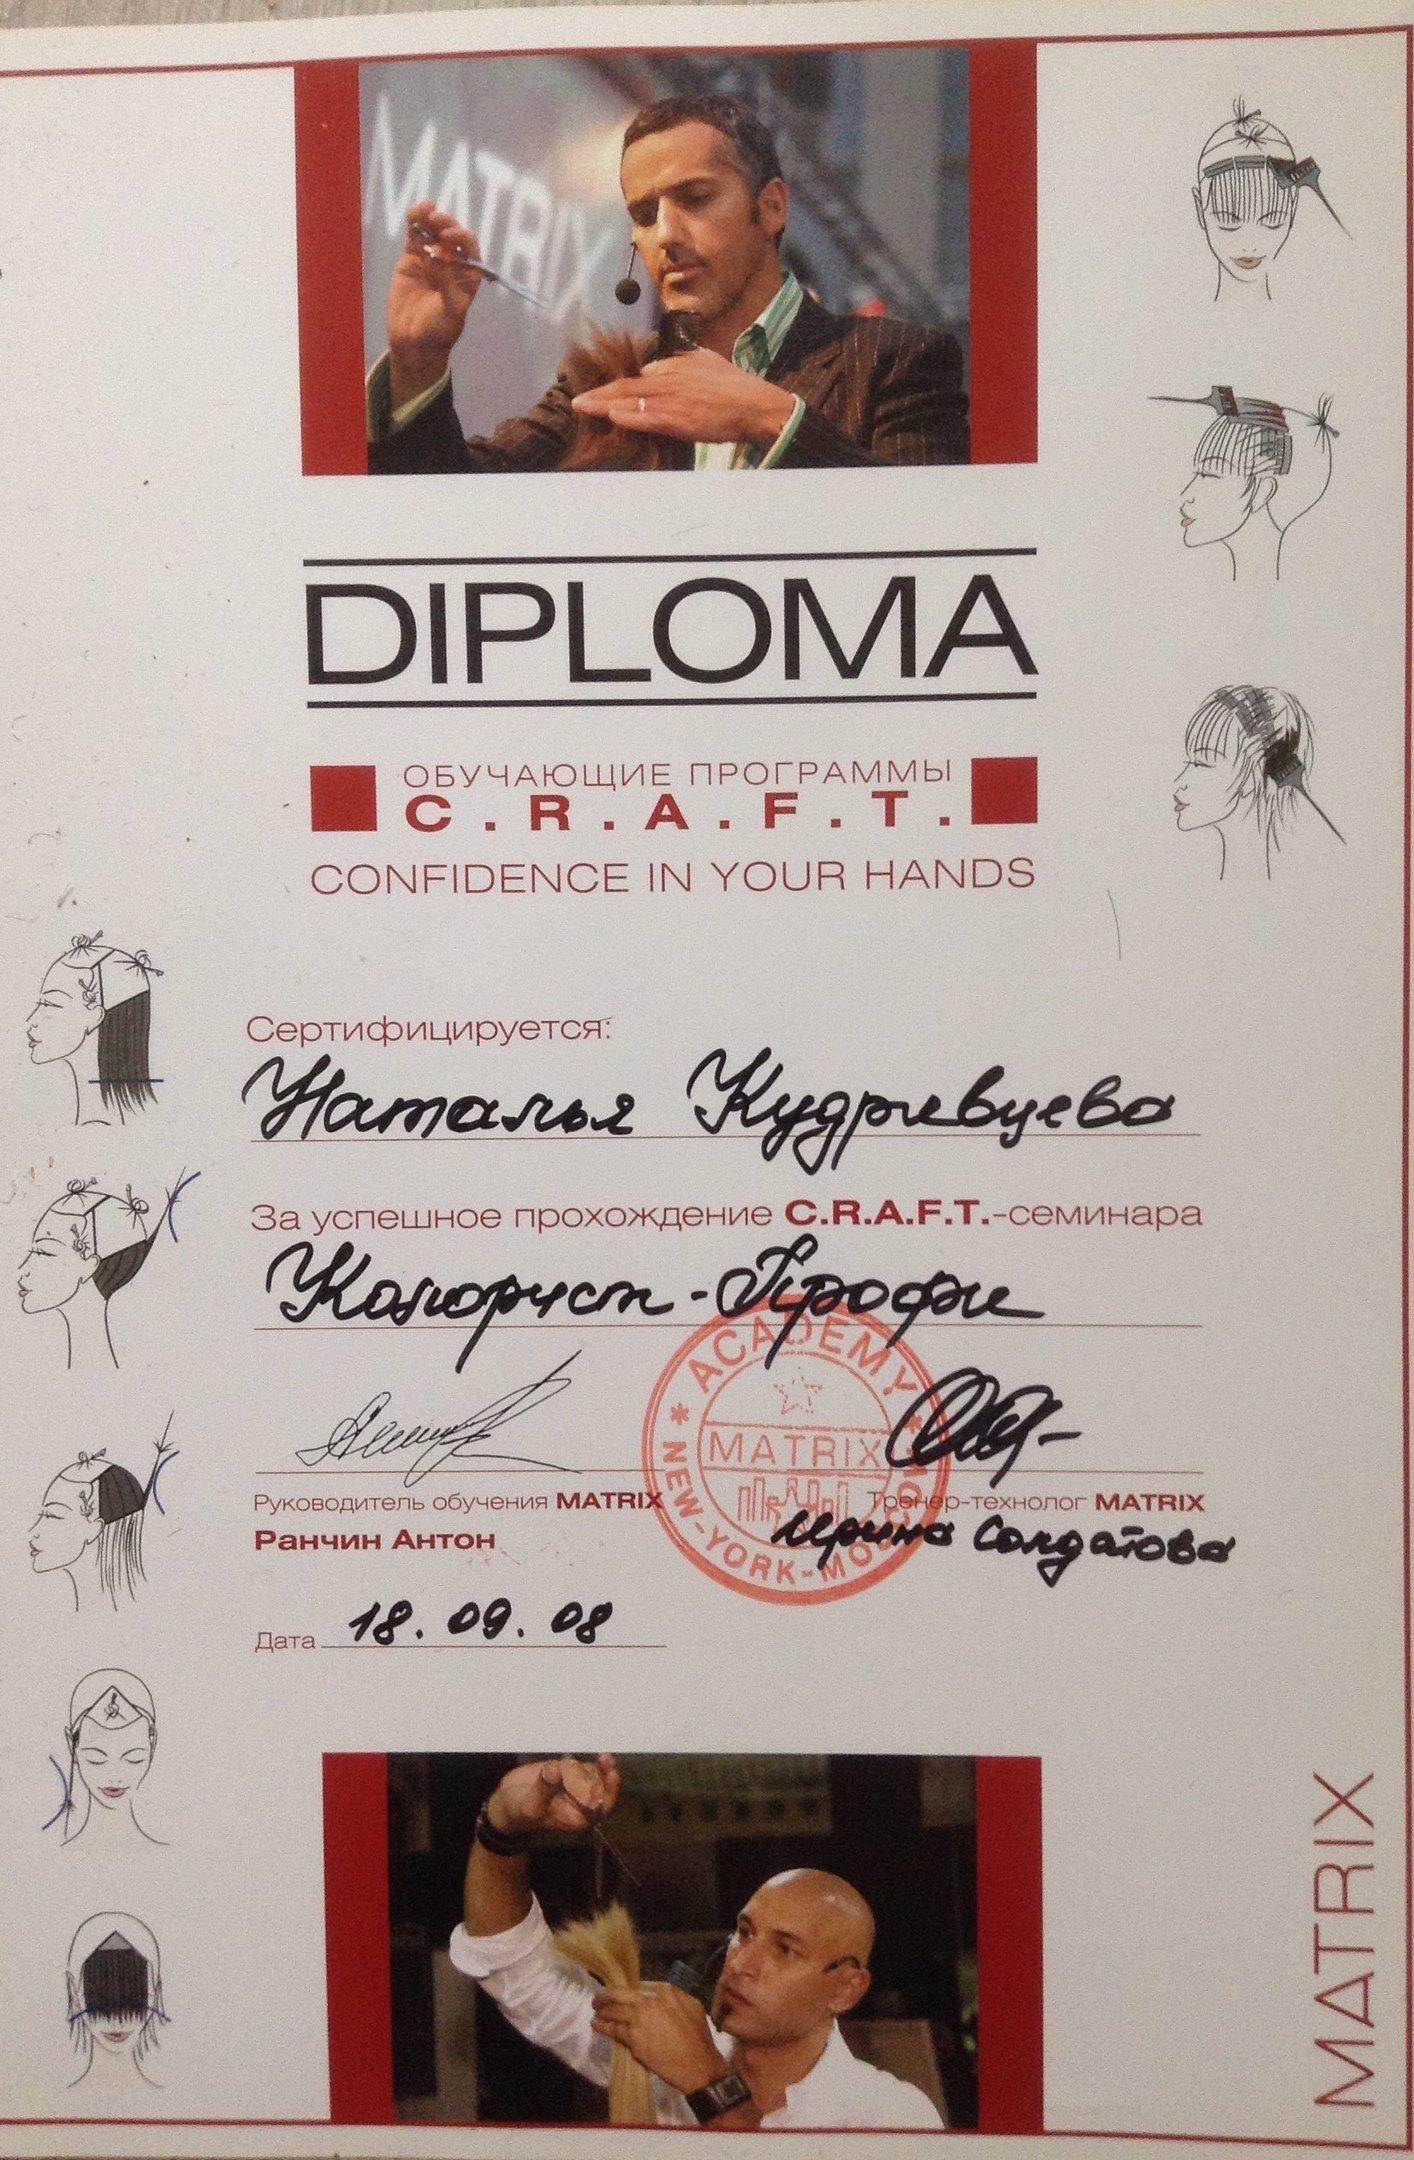 MATRIX
DIPLOMA
ОБУЧАЮЩИЕ ПРОГРАММЫ
C.R.A.F.T.
CONFIDENCE IN YOUR HANDS
Сертифицируется:
Наталья Кудрявцева
За успешное прохождение C.R.A.F.T.-семинара
Колорист-Профи
ACADEMY
MATRIX
NEW-YORK-MOSCOW
Руководитель обучения MATRIX
Ранчин Антон
Тренер-технолог MATRIX
Ирина Солдатова
Дата 18.09.08
MATRIX